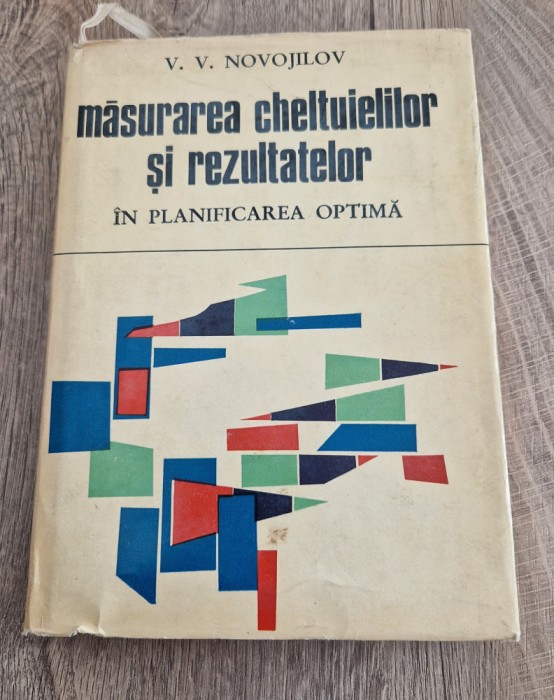 V. V. NOVOJILOV
măsurarea cheltuielilor
și rezultatelor
ÎN PLANIFICAREA OPTIMĂ